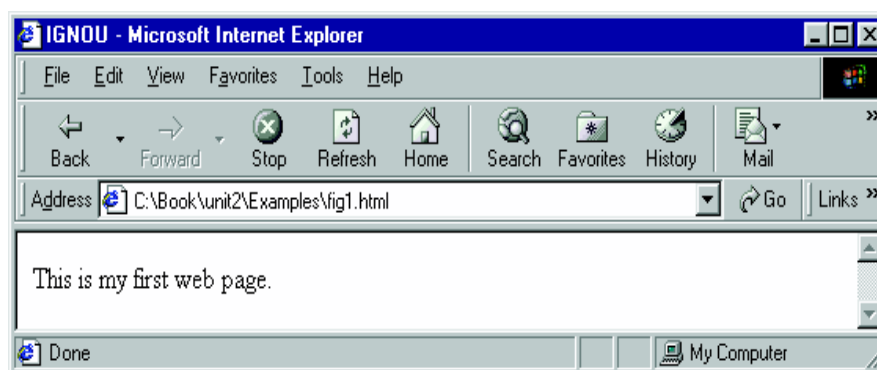 IGNOU - Microsoft Internet Explorer
File Edit View Favorites Tools Help
Back Forward Stop Refresh Home Search Favorites History Mail »
Address C:\Book\unit2\Examples\fig1.html Go Links »
This is my first web page.
Done My Computer